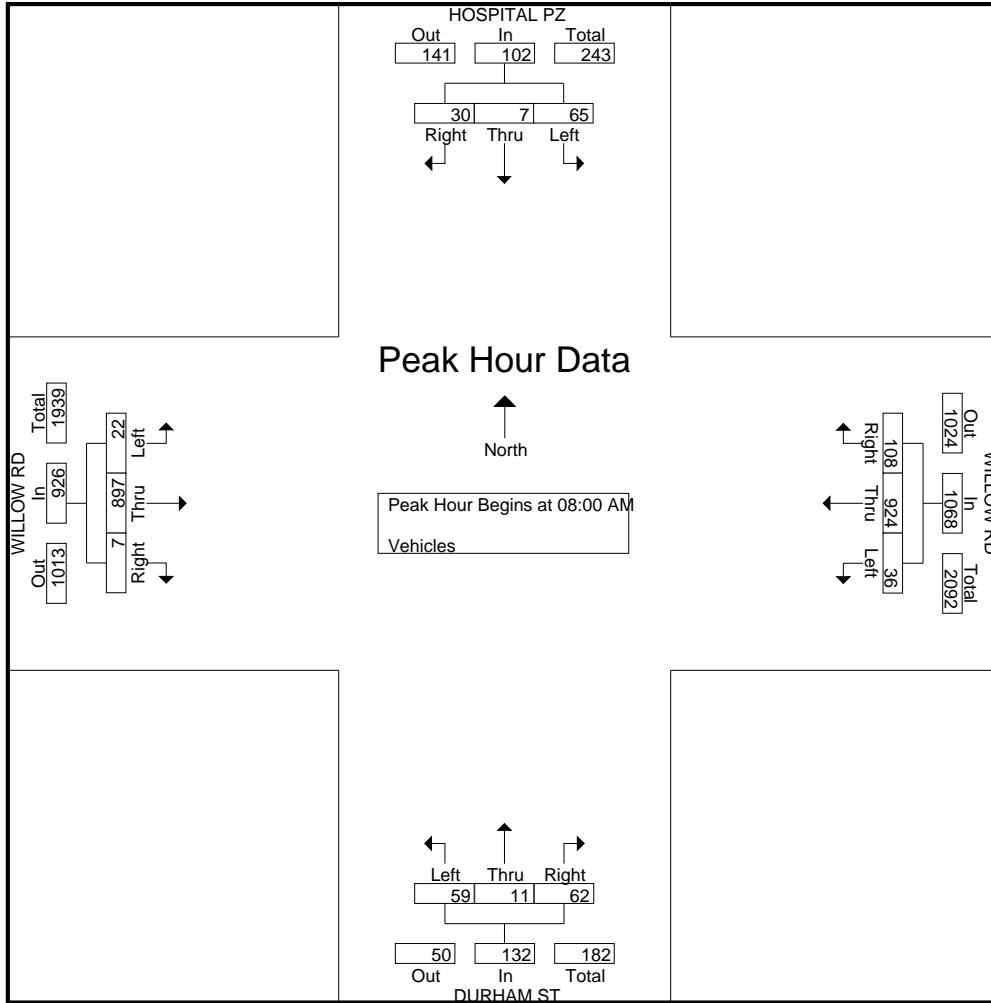 HOSPITAL PZ
Out In Total
141 102 243
30 7 65
Right Thru Left
Peak Hour Data
North
Peak Hour Begins at 08:00 AM
Vehicles
WILLOW RD
Total In Out
1939 926 1013
22 897 7
Left Thru Right
WILLOW RD
Out In Total
1024 1068 2092
108 924 36
Right Thru Left
Left Thru Right
59 11 62
50 132 182
Out In Total
DURHAM ST